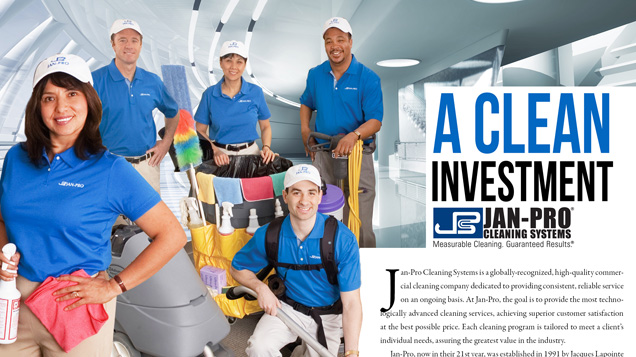 A CLEAN
INVESTMENT
JAN-PRO®
CLEANING SYSTEMS
Measurable Cleaning. Guaranteed Results.®
Jan-Pro Cleaning Systems is a globally-recognized, high-quality commer-
cial cleaning company dedicated to providing consistent, reliable service
on an ongoing basis. At Jan-Pro, the goal is to provide the most techno-
logically advanced cleaning services, achieving superior customer satisfaction
at the best possible price. Each cleaning program is tailored to meet a client's
individual needs, assuring the greatest value in the industry.
Jan-Pro, now in their 21st year, was established in 1991 by Jacques Lapointe
JAN-PRO
JAN-PRO